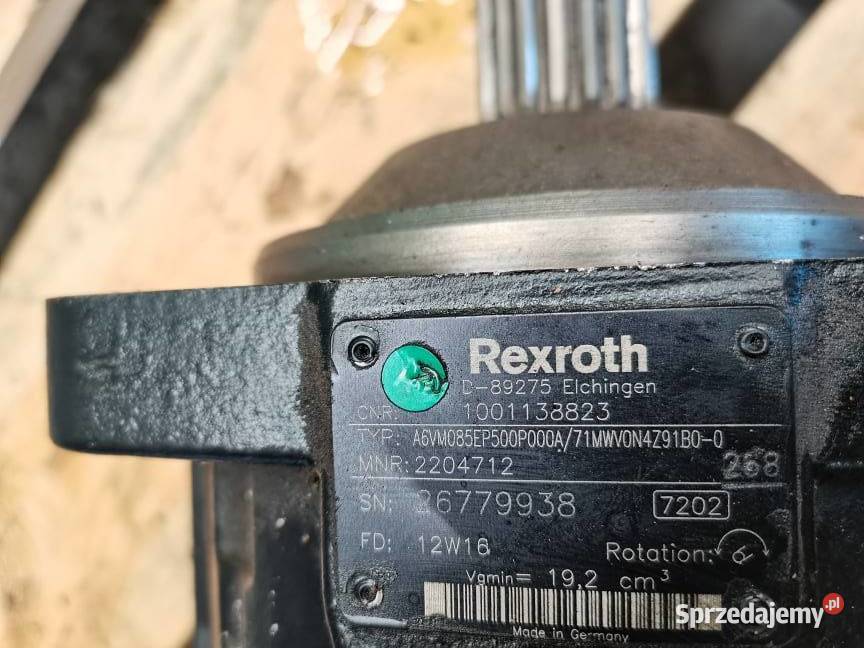 Rexroth
D-89275 Elchingen
CNR: 1001138823
TYP: A6VM085EP500P000A/71MWV0N4Z91B0-0
MNR: 2204712 268
SN: 26779938 7202
FD: 12W16 Rotation:
Vgmin= 19,2 cm³
Made in Germany
Sprzedajemy.pl